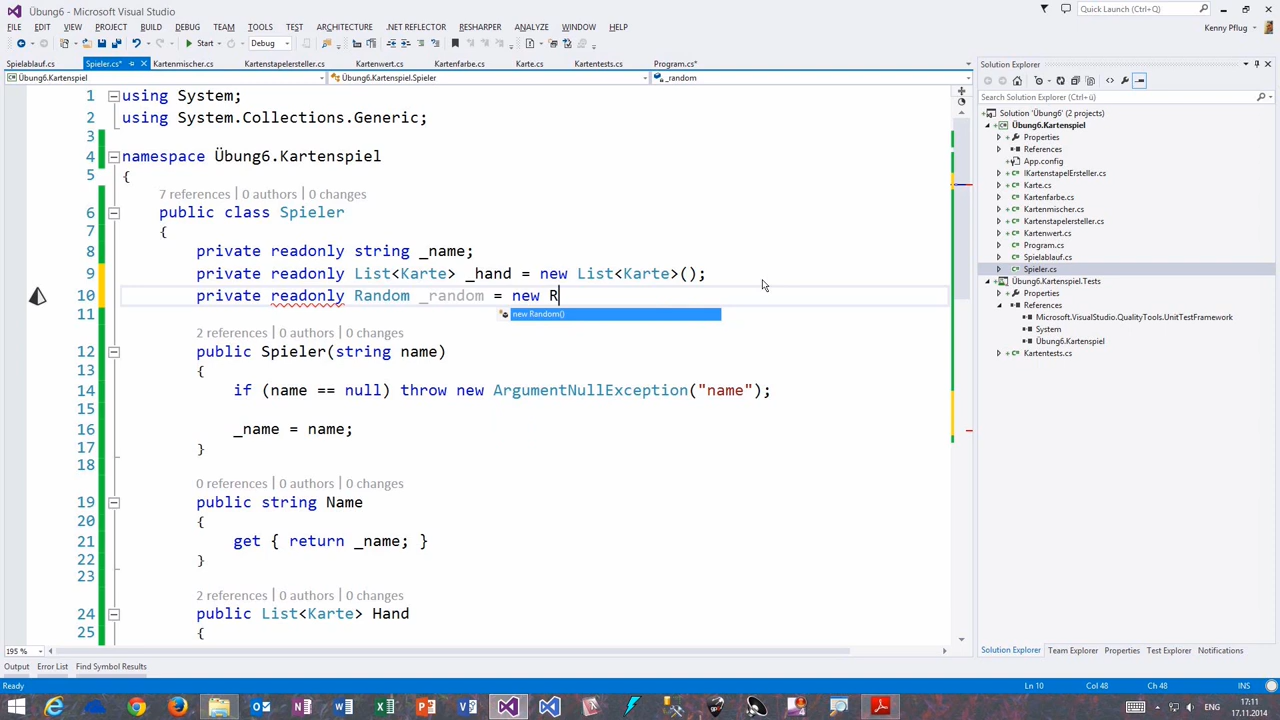 Übung6 - Microsoft Visual Studio
Quick Launch (Ctrl+Q)
FILE EDIT VIEW PROJECT BUILD DEBUG TEAM TOOLS TEST ARCHITECTURE .NET REFLECTOR RESHARPER ANALYZE WINDOW HELP
Kenny Pflug
Start Debug
Spielablauf.cs Spieler.cs* Kartenmischer.cs Kartenstapelersteller.cs Kartenwert.cs Kartenfarbe.cs Karte.cs Kartentests.cs Program.cs*
Übung6.Kartenspiel Übung6.Kartenspiel.Spieler _random
1 using System;
2 using System.Collections.Generic;
3
4 namespace Übung6.Kartenspiel
5 {
7 references | 0 authors | 0 changes
6 public class Spieler
7 {
8 private readonly string _name;
9 private readonly List<Karte> _hand = new List<Karte>();
10 private readonly Random _random = new R
new Random()
11
2 references | 0 authors | 0 changes
12 public Spieler(string name)
13 {
14 if (name == null) throw new ArgumentNullException("name");
15
16 _name = name;
17 }
18
0 references | 0 authors | 0 changes
19 public string Name
20 {
21 get { return _name; }
22 }
23
2 references | 0 authors | 0 changes
24 public List<Karte> Hand
25 {
195 %
Output Error List Find Symbol Results
Solution Explorer
Search Solution Explorer (Ctrl+ü)
Solution 'Übung6' (2 projects)
Übung6.Kartenspiel
Properties
References
App.config
IKartenstapelErsteller.cs
Karte.cs
Kartenfarbe.cs
Kartenmischer.cs
Kartenstapelersteller.cs
Kartenwert.cs
Program.cs
Spielablauf.cs
Spieler.cs
Übung6.Kartenspiel.Tests
Properties
References
Microsoft.VisualStudio.QualityTools.UnitTestFramework
System
Übung6.Kartenspiel
Kartentests.cs
Solution Explorer Team Explorer Properties Test Explorer Notifications
Ready Ln 10 Col 48 Ch 48 INS
ENG 17:11
17.11.2014